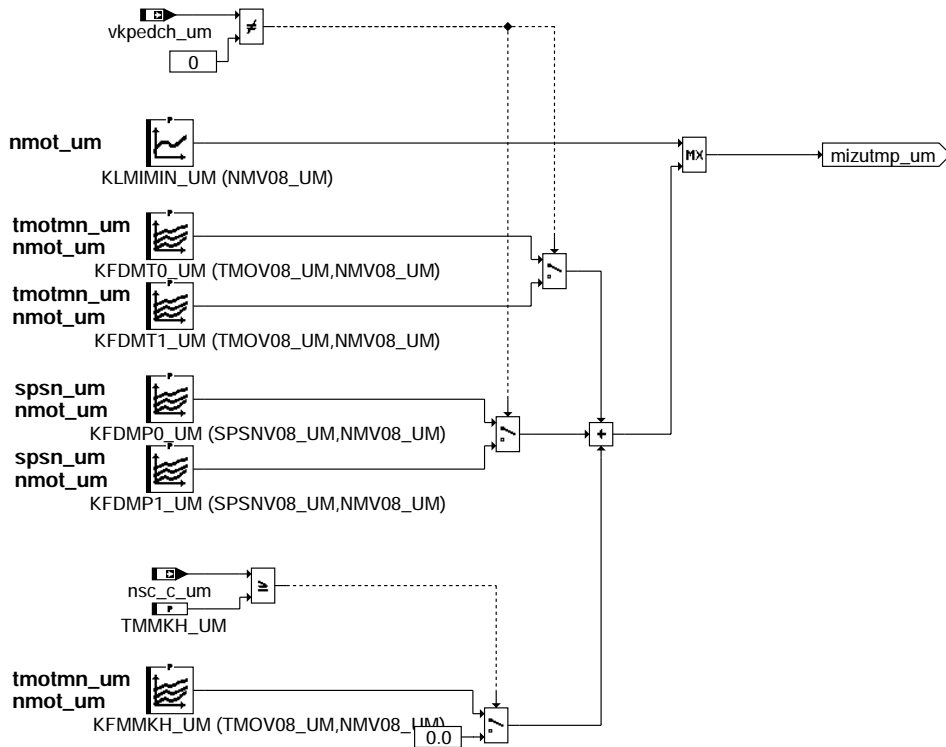 vkpedch_um
≠
0
nmot_um
P
KLMIMIN_UM (NMV08_UM)
MX
mizutmp_um
tmotmn_um
nmot_um
P
KFDMT0_UM (TMOV08_UM,NMV08_UM)
tmotmn_um
nmot_um
P
KFDMT1_UM (TMOV08_UM,NMV08_UM)
spsn_um
nmot_um
P
KFDMP0_UM (SPSNV08_UM,NMV08_UM)
+
spsn_um
nmot_um
P
KFDMP1_UM (SPSNV08_UM,NMV08_UM)
nsc_c_um
≥
P
TMMKH_UM
tmotmn_um
nmot_um
P
KFMMKH_UM (TMOV08_UM,NMV08_UM)
0.0